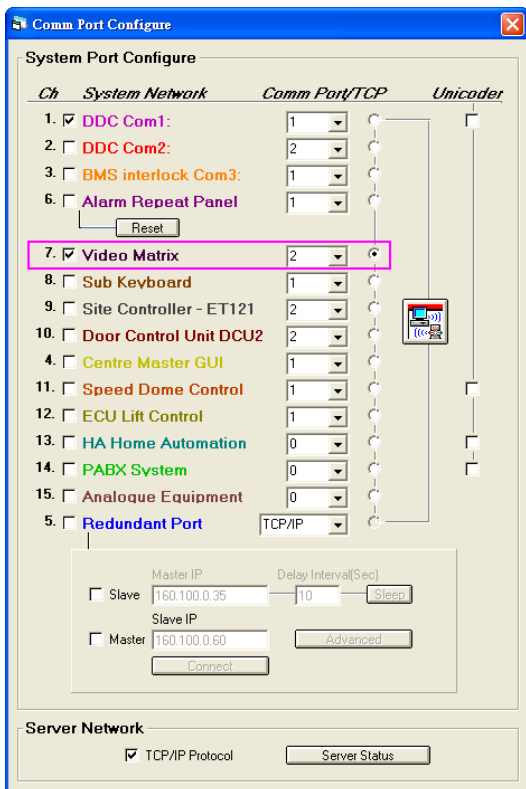 Comm Port Configure
System Port Configure
Ch System Network Comm Port/TCP Unicoder
1. DDC Com1: 1
2. DDC Com2: 2
3. BMS interlock Com3: 1
6. Alarm Repeat Panel 1
Reset
7. Video Matrix 2
8. Sub Keyboard 1
9. Site Controller - ET121 2
10. Door Control Unit DCU2 2
4. Centre Master GUI 1
11. Speed Dome Control 1
12. ECU Lift Control 1
13. HA Home Automation 0
14. PABX System 0
15. Analogue Equipment 0
5. Redundant Port TCP/IP
Master IP Delay Interval(Sec)
Slave 160.100.0.35 10 Sleep
Slave IP
Master 160.100.0.60 Advanced
Connect
Server Network
TCP/IP Protocol Server Status